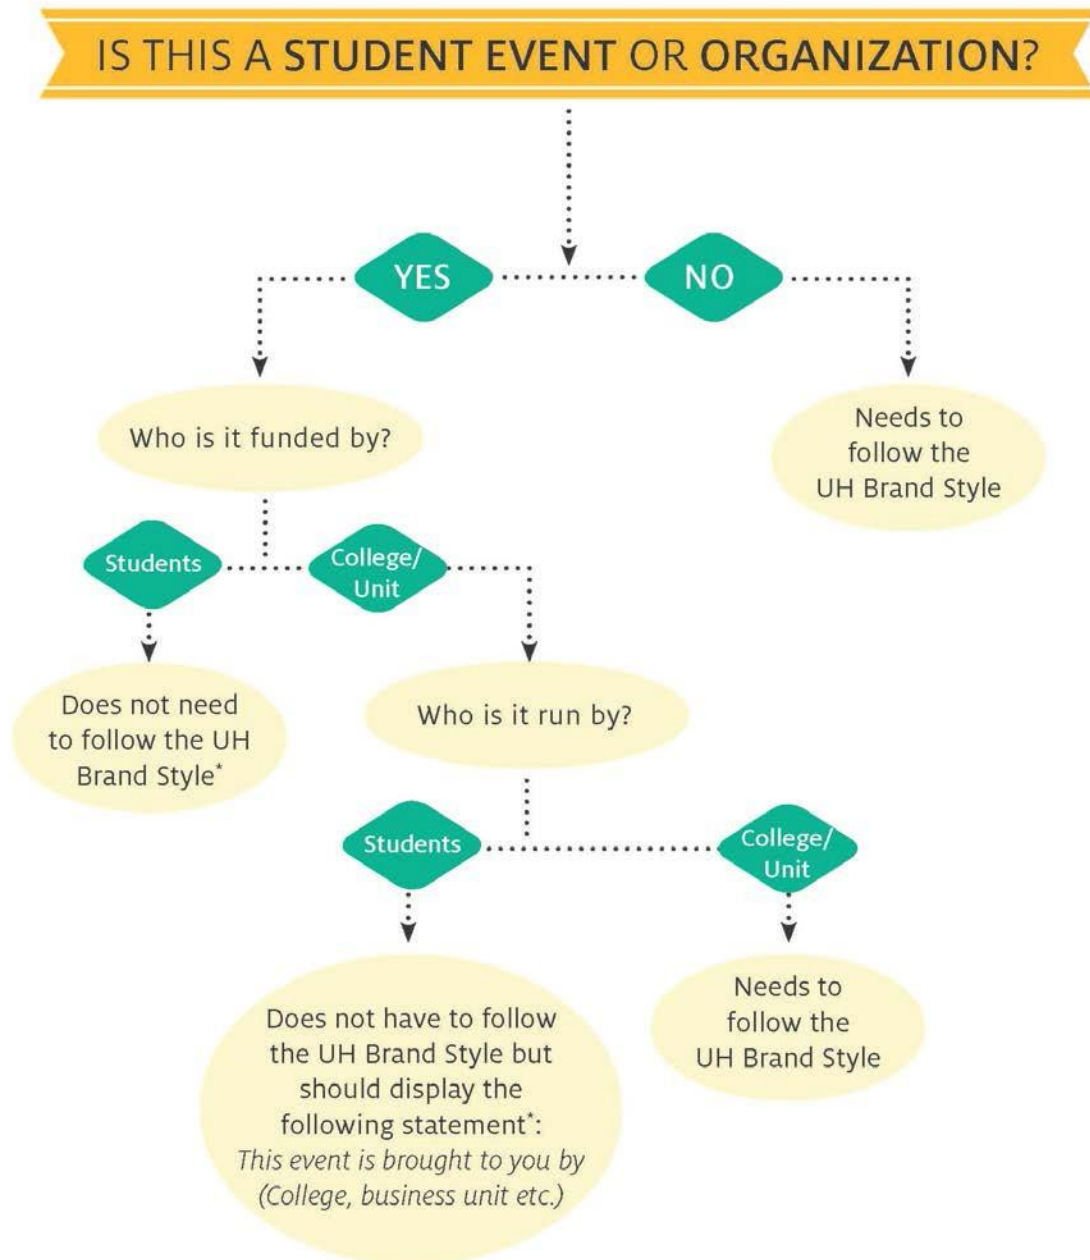 IS THIS A STUDENT EVENT OR ORGANIZATION?
YES
NO
Who is it funded by?
Needs to
follow the
UH Brand Style
Students
College/
Unit
Does not need
to follow the UH
Brand Style*
Who is it run by?
Students
College/
Unit
Does not have to follow
the UH Brand Style but
should display the
following statement*:
This event is brought to you by
(College, business unit etc.)
Needs to
follow the
UH Brand Style